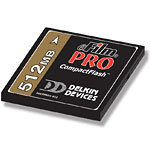 eFilm
PRO
CompactFlash
512MB
DELKIN
DEVICES